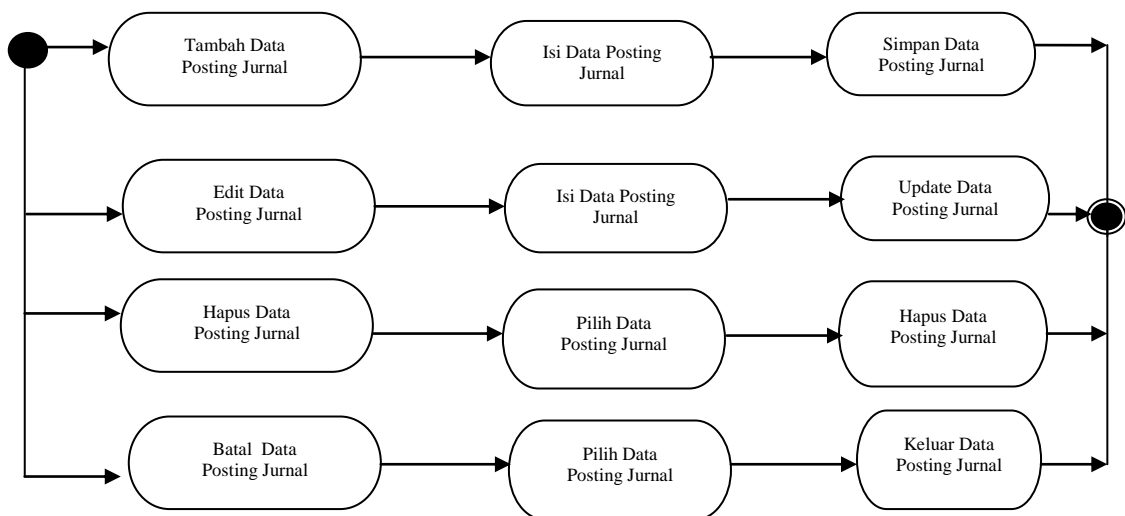 Tambah Data
Posting Jurnal
Isi Data Posting
Jurnal
Simpan Data
Posting Jurnal
Edit Data
Posting Jurnal
Isi Data Posting
Jurnal
Update Data
Posting Jurnal
Hapus Data
Posting Jurnal
Pilih Data
Posting Jurnal
Hapus Data
Posting Jurnal
Batal Data
Posting Jurnal
Pilih Data
Posting Jurnal
Keluar Data
Posting Jurnal